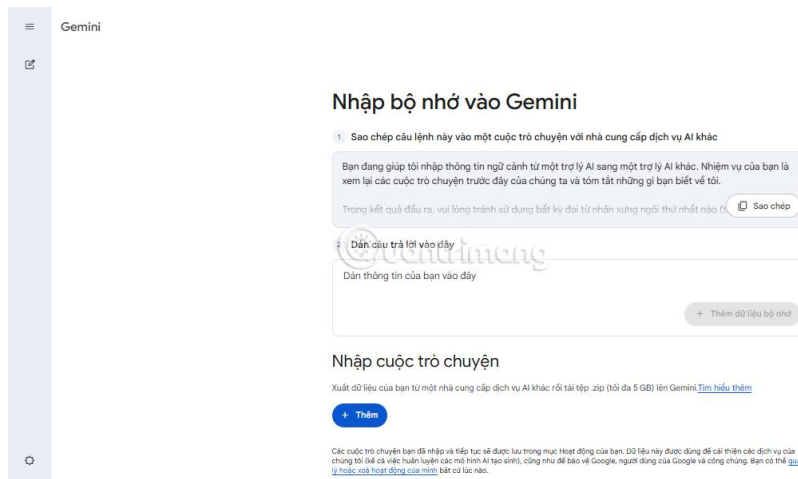 Gemini
Nhập bộ nhớ vào Gemini
1 Sao chép câu lệnh này vào một cuộc trò chuyện với nhà cung cấp dịch vụ AI khác
Bạn đang giúp tôi nhập thông tin ngữ cảnh từ một trợ lý AI sang một trợ lý AI khác. Nhiệm vụ của bạn là
xem lại các cuộc trò chuyện trước đây của chúng ta và tóm tắt những gì bạn biết về tôi.
Trong kết quả đầu ra, vui lòng tránh sử dụng bất kỳ đại từ nhân xưng ngôi thứ nhất nào
Sao chép
2 Dán câu trả lời vào đây
Quantrimang
Dán thông tin của bạn vào đây
+ Thêm dữ liệu bộ nhớ
Nhập cuộc trò chuyện
Xuất dữ liệu của bạn từ một nhà cung cấp dịch vụ AI khác rồi tải tệp .zip (tối đa 5 GB) lên Gemini.Tìm hiểu thêm
+ Thêm
Các cuộc trò chuyện bạn đã nhập và tiếp tục sẽ được lưu trong mục Hoạt động của bạn. Dữ liệu này được dùng để cải thiện các dịch vụ của
chúng tôi (kể cả việc huấn luyện các mô hình AI tạo sinh), cũng như để bảo vệ Google, người dùng của Google và công chúng. Bạn có thể
lý hoặc xoá hoạt động của mình bất cứ lúc nào.